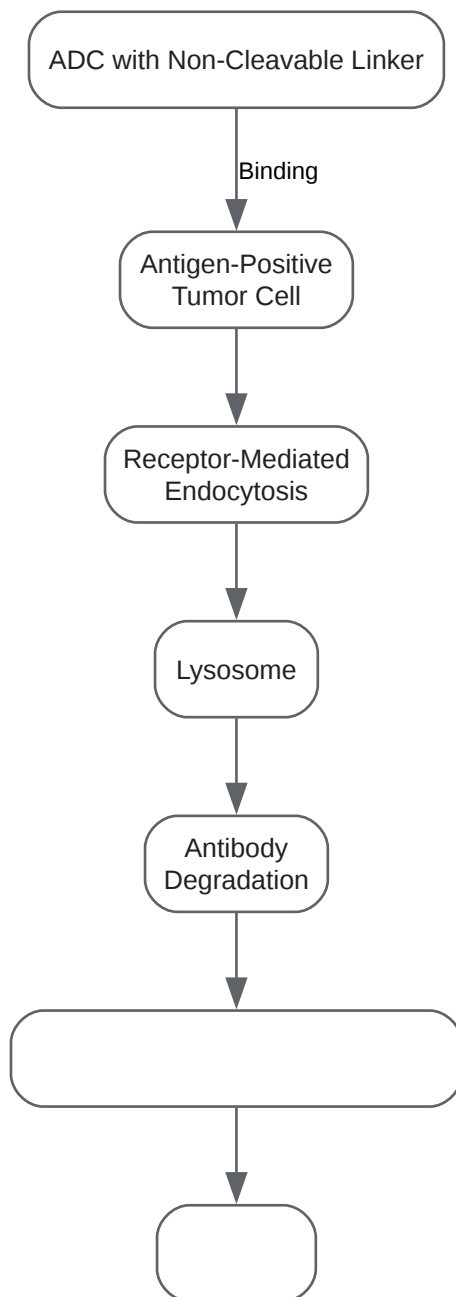 ADC with Non-Cleavable Linker
Binding
Antigen-Positive
Tumor Cell
Receptor-Mediated
Endocytosis
Lysosome
Antibody
Degradation